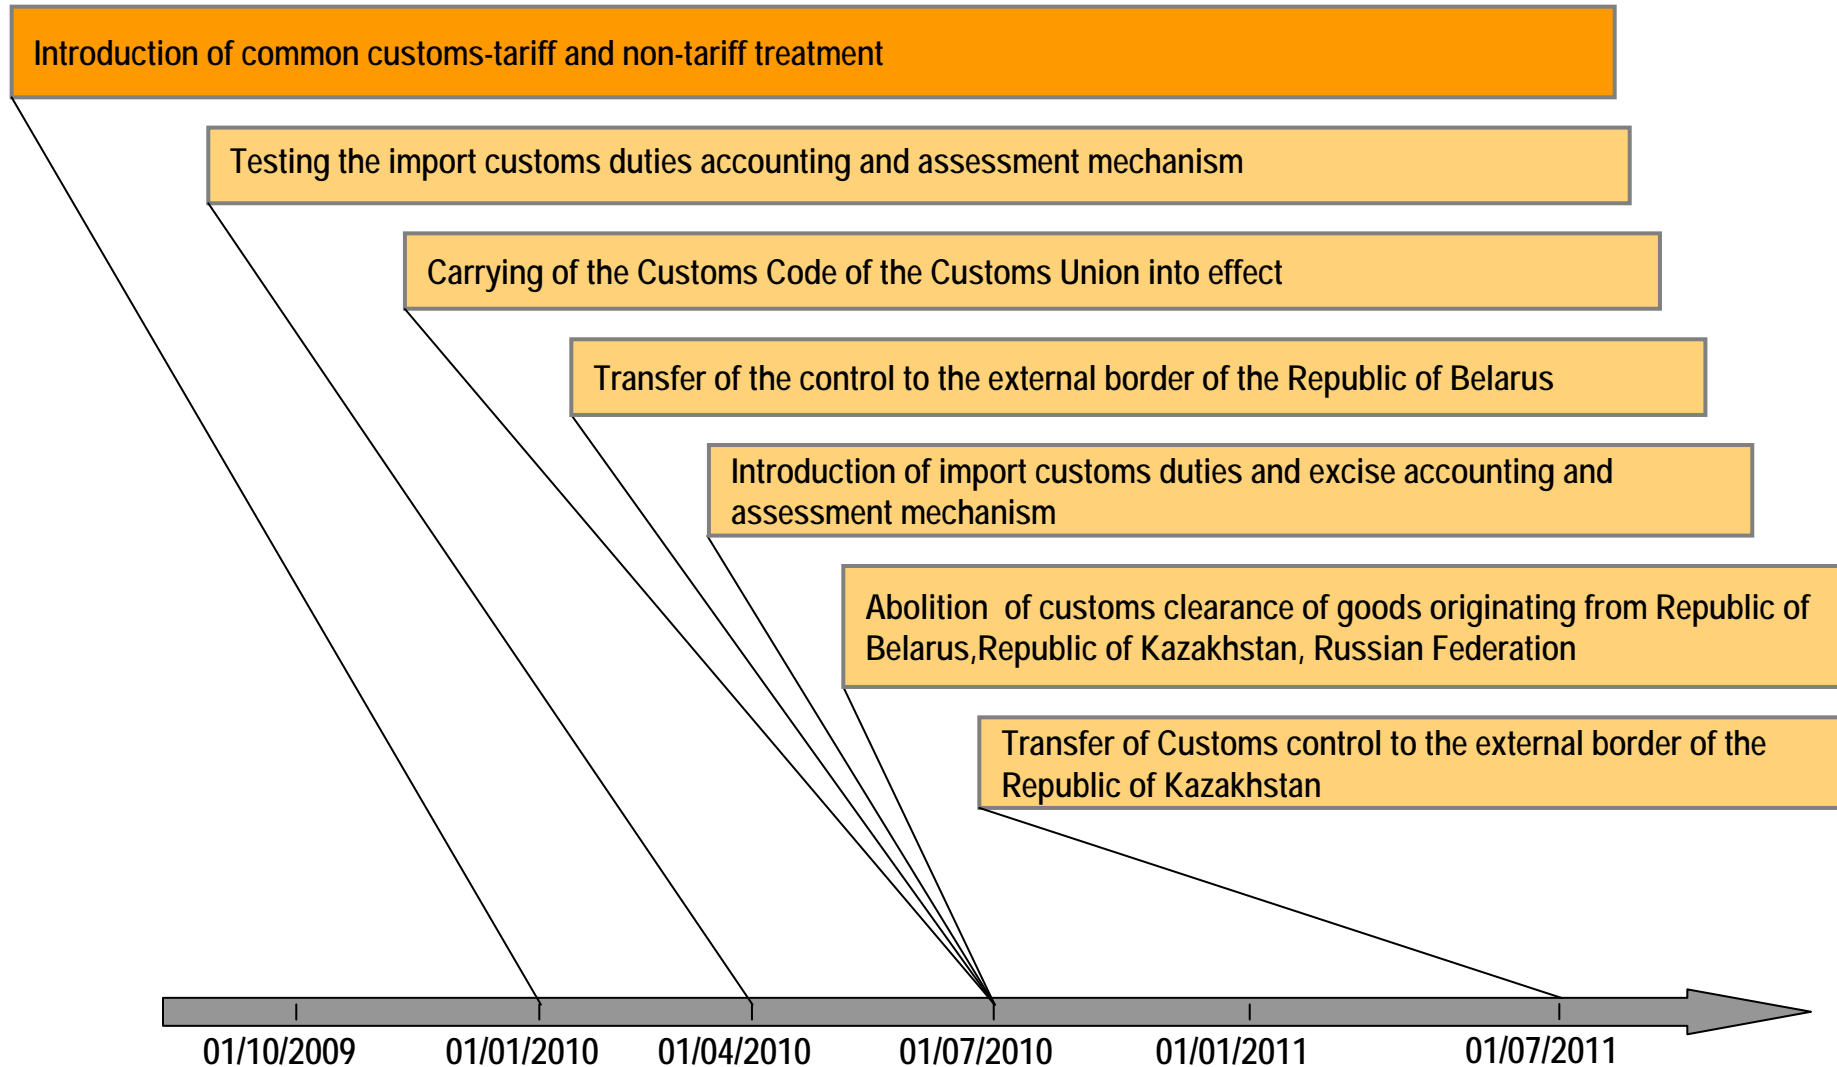 Introduction of common customs-tariff and non-tariff treatment
Testing the import customs duties accounting and assessment mechanism
Carrying of the Customs Code of the Customs Union into effect
Transfer of the control to the external border of the Republic of Belarus
Introduction of import customs duties and excise accounting and
assessment mechanism
Abolition  of customs clearance of goods originating from Republic of
Belarus,Republic of Kazakhstan, Russian Federation
Transfer of Customs control to the external border of the
Republic of Kazakhstan
01/10/2009 01/01/2010 01/04/2010 01/07/2010 01/01/2011 01/07/2011